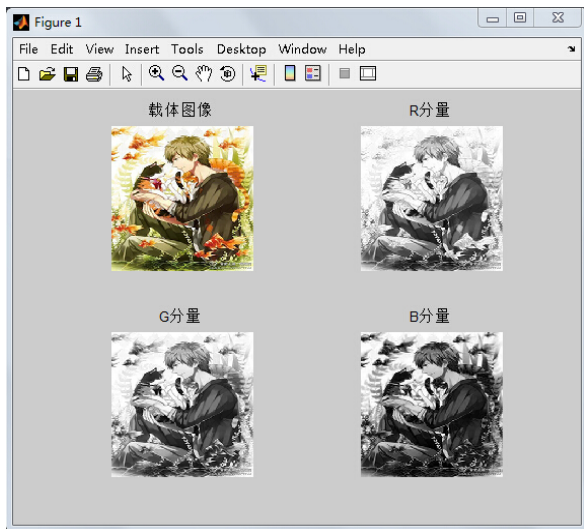 Figure 1
File Edit View Insert Tools Desktop Window Help
载体图像
R分量
G分量
B分量